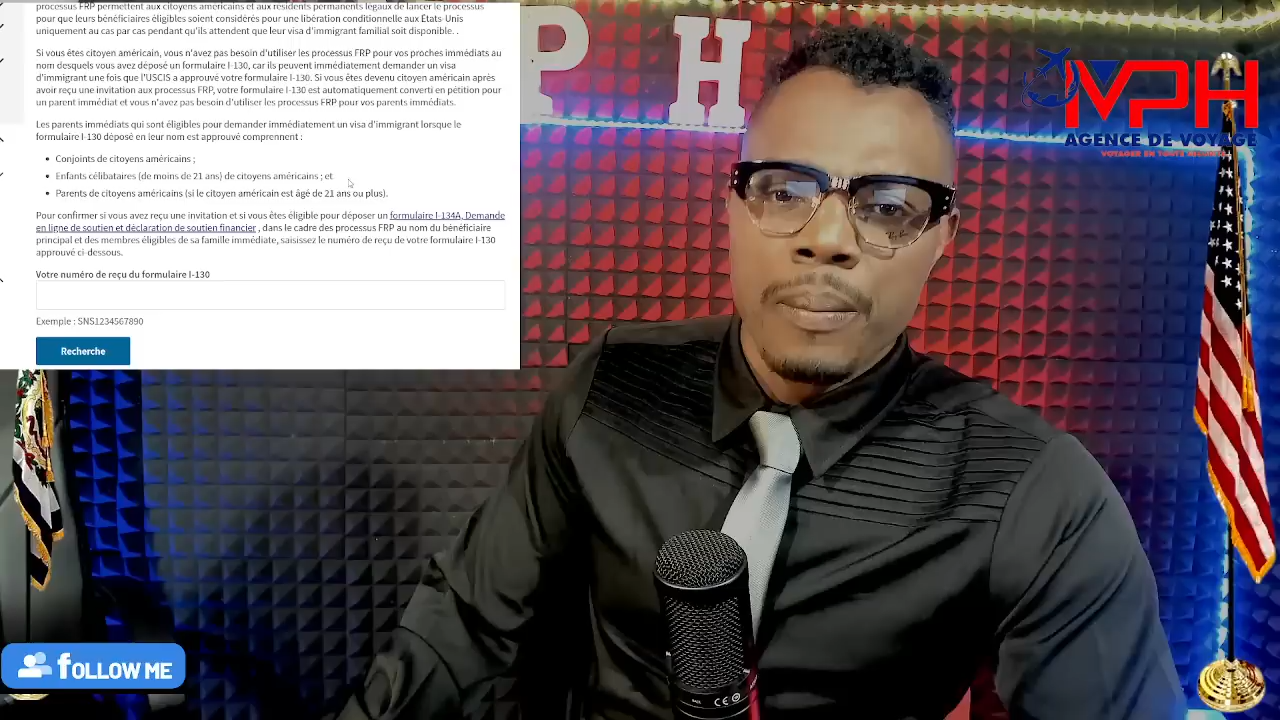 processus FRP permettent aux citoyens américains et aux résidents permanents légaux de lancer le processus
pour que leurs bénéficiaires éligibles soient considérés pour une libération conditionnelle aux États-Unis
uniquement au cas par cas pendant qu'ils attendent que leur visa d'immigrant familial soit disponible. .
Si vous êtes citoyen américain, vous n'avez pas besoin d'utiliser les processus FRP pour vos proches immédiats au
nom desquels vous avez déposé un formulaire I-130, car ils peuvent immédiatement demander un visa
d'immigrant une fois que l'USCIS a approuvé votre formulaire I-130. Si vous êtes devenu citoyen américain après
avoir reçu une invitation aux processus FRP, votre formulaire I-130 est automatiquement converti en pétition pour
un parent immédiat et vous n'avez pas besoin d'utiliser les processus FRP pour vos parents immédiats.
Les parents immédiats qui sont éligibles pour demander immédiatement un visa d'immigrant lorsque le
formulaire I-130 déposé en leur nom est approuvé comprennent :
Conjoints de citoyens américains ;
Enfants célibataires (de moins de 21 ans) de citoyens américains ; et
Parents de citoyens américains (si le citoyen américain est âgé de 21 ans ou plus).
Pour confirmer si vous avez reçu une invitation et si vous êtes éligible pour déposer un formulaire I-134A, Demande
en ligne de soutien et déclaration de soutien financier , dans le cadre des processus FRP au nom du bénéficiaire
principal et des membres éligibles de sa famille immédiate, saisissez le numéro de reçu de votre formulaire I-130
approuvé ci-dessous.
Votre numéro de reçu du formulaire I-130
Exemple : SNS1234567890
Recherche
P H
MPH
AGENCE DE VOYAGE
VOYAGER EN TOUTE SECURITE
Ray-Ban
FOLLOW ME